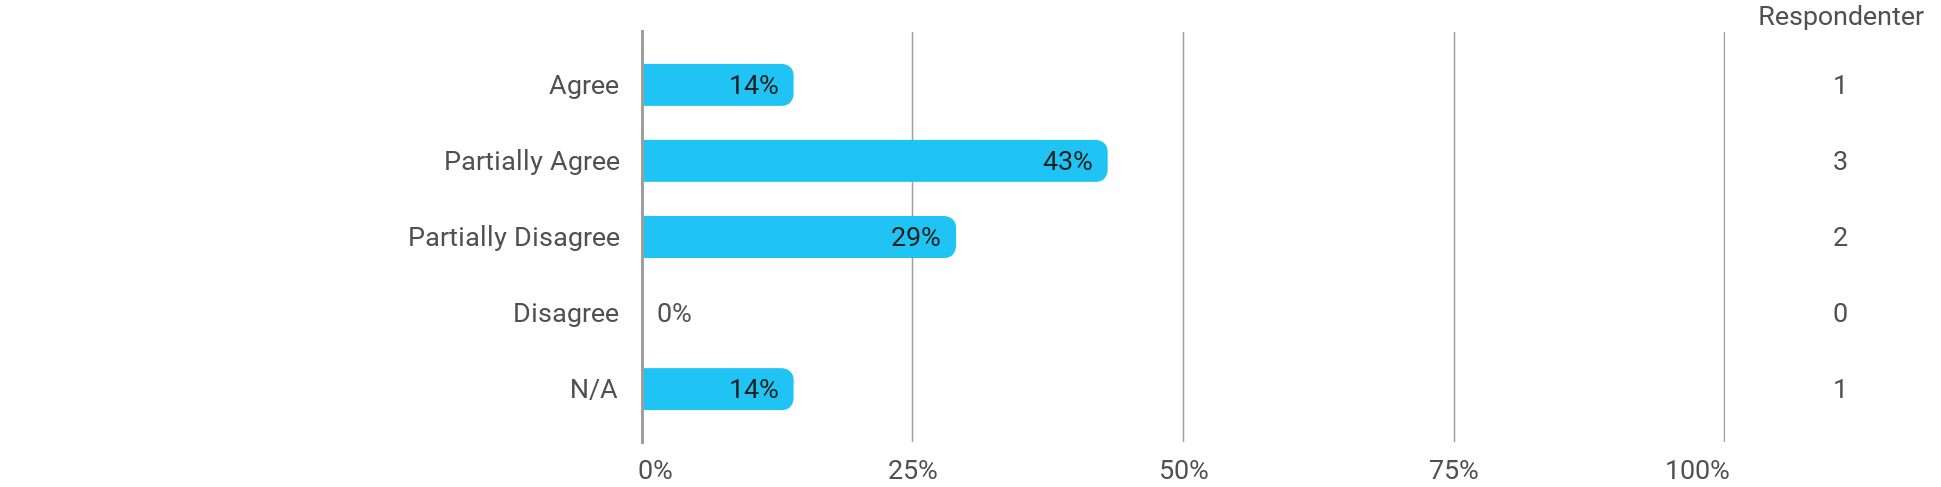 Respondenter
Agree 14% 1
Partially Agree 43% 3
Partially Disagree 29% 2
Disagree 0% 0
N/A 14% 1
0% 25% 50% 75% 100%